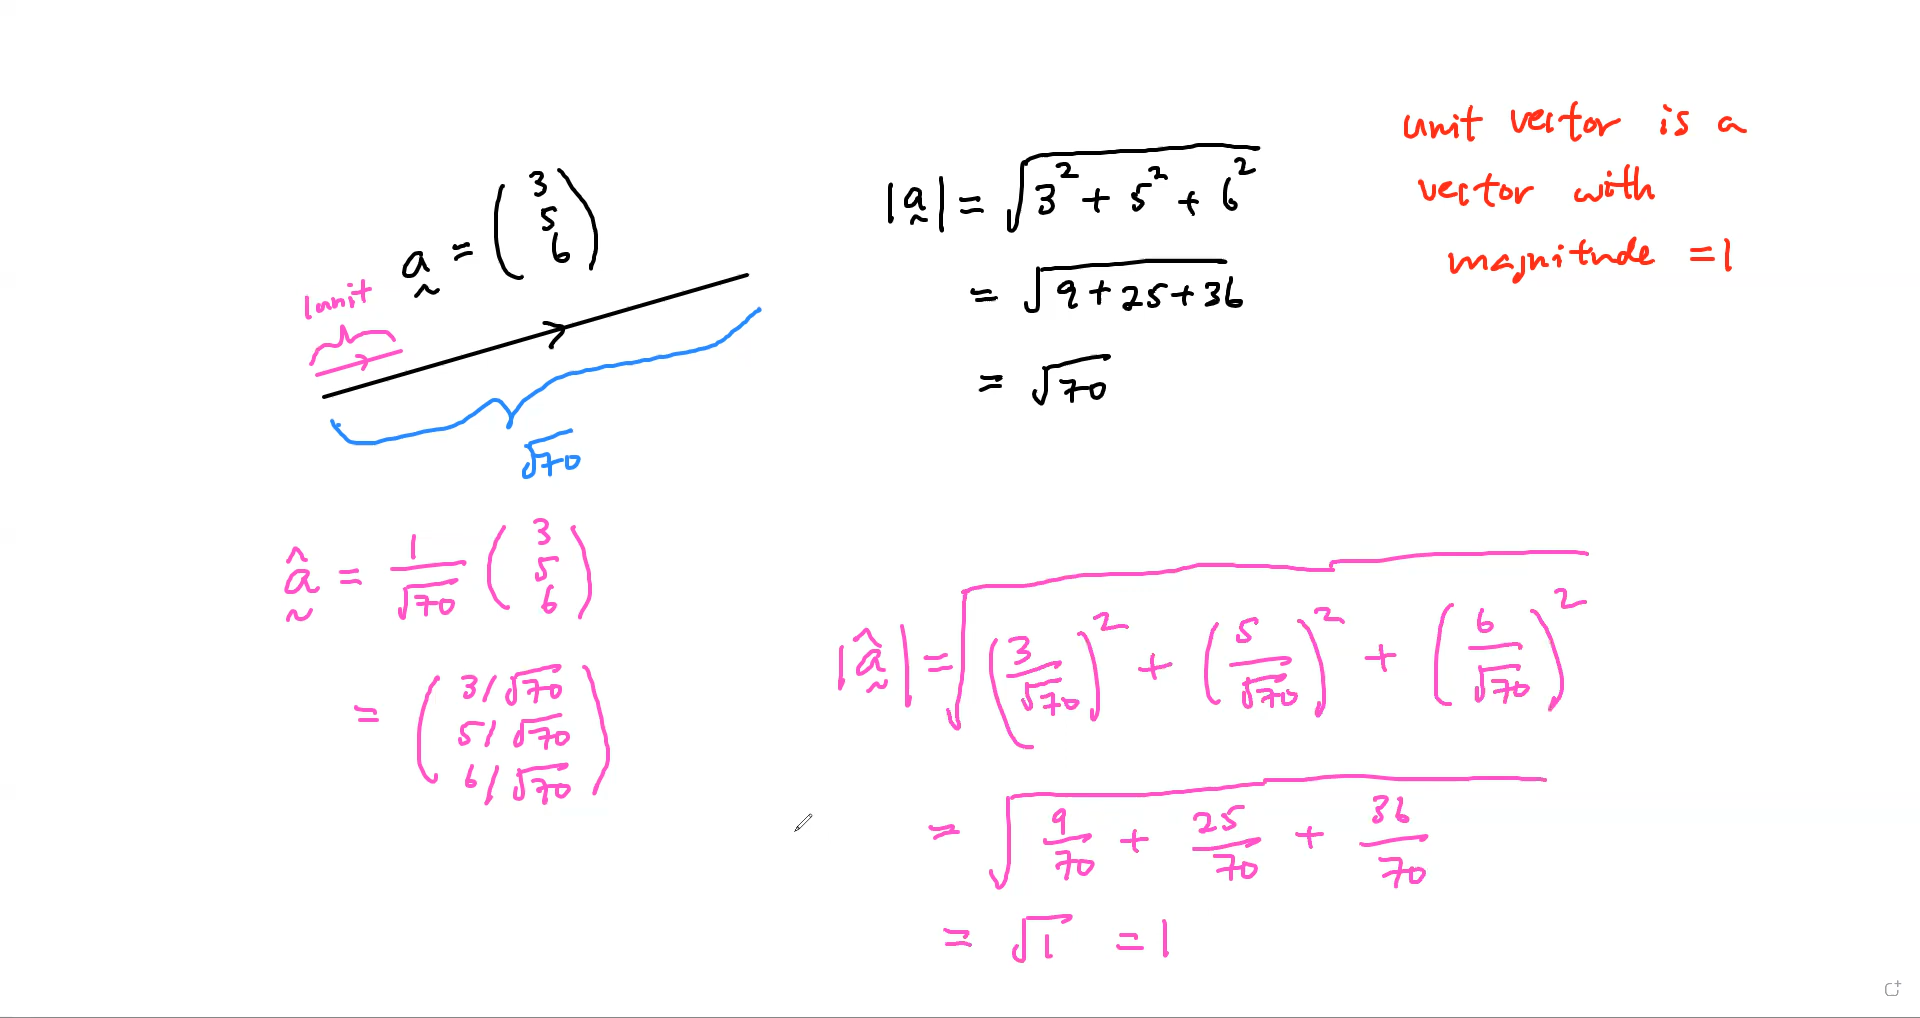 a̰ = (3 5 6)
1 unit
√70
|a̰| = √(3² + 5² + 6²)
= √(9 + 25 + 36)
= √70
unit vector is a
vector with
magnitude = 1
â̰ = 1/√70 (3 5 6)
= (3/√70 5/√70 6/√70)
|â̰| = √((3/√70)² + (5/√70)² + (6/√70)²)
= √(9/70 + 25/70 + 36/70)
= √1 = 1